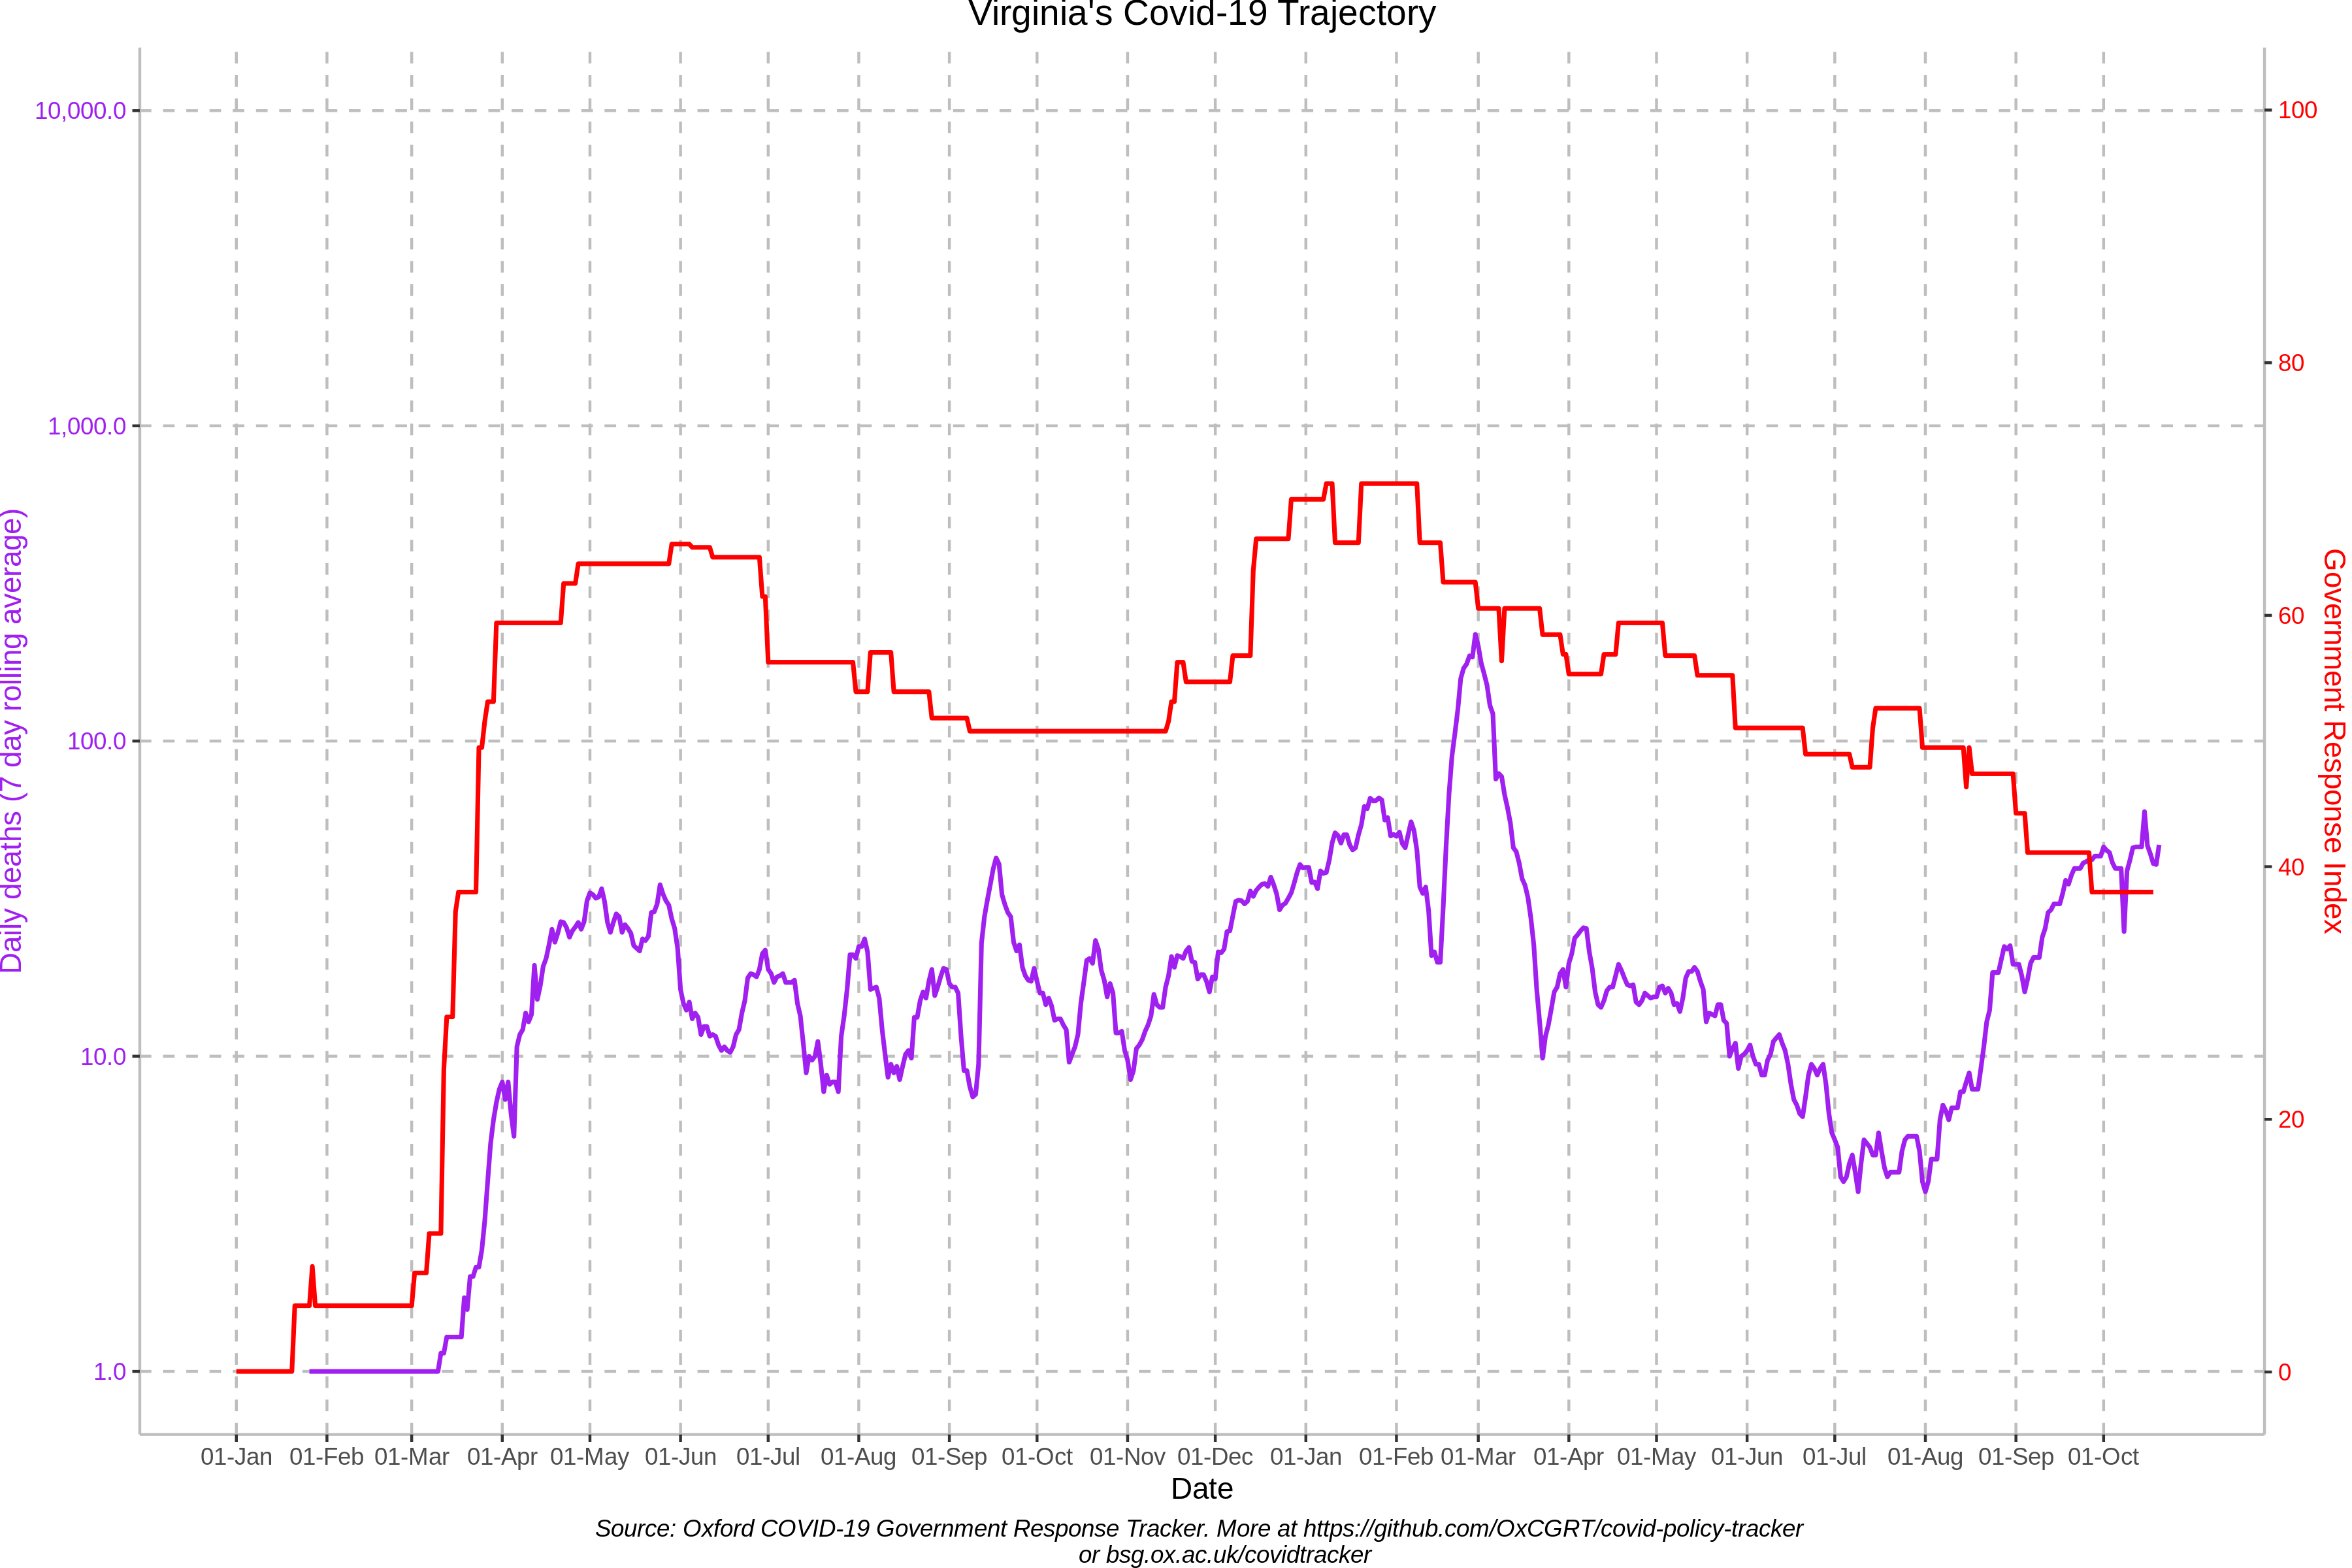 Virginia's Covid-19 Trajectory
10,000.0
1,000.0
100.0
10.0
1.0
Daily deaths (7 day rolling average)
100
80
60
40
20
0
Government Response Index
01-Jan 01-Feb 01-Mar 01-Apr 01-May 01-Jun 01-Jul 01-Aug 01-Sep 01-Oct 01-Nov 01-Dec 01-Jan 01-Feb 01-Mar 01-Apr 01-May 01-Jun 01-Jul 01-Aug 01-Sep 01-Oct
Date
Source: Oxford COVID-19 Government Response Tracker. More at https://github.com/OxCGRT/covid-policy-tracker
or bsg.ox.ac.uk/covidtracker